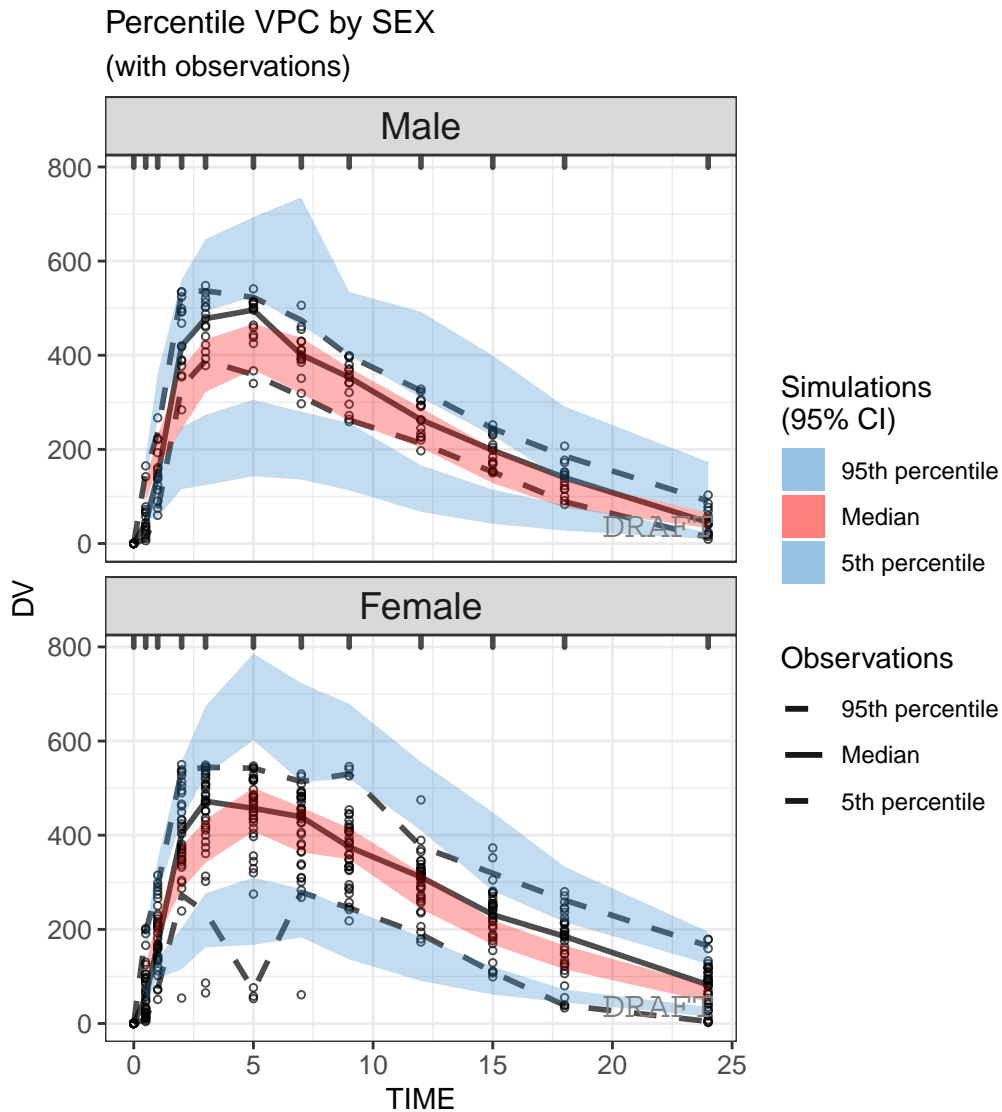 Percentile VPC by SEX
(with observations)
Male
800
600
400
200
0
DRAFT
DV
Female
800
600
400
200
0
DRAFT
0 5 10 15 20 25
TIME
Simulations
(95% CI)
95th percentile
Median
5th percentile
Observations
95th percentile
Median
5th percentile